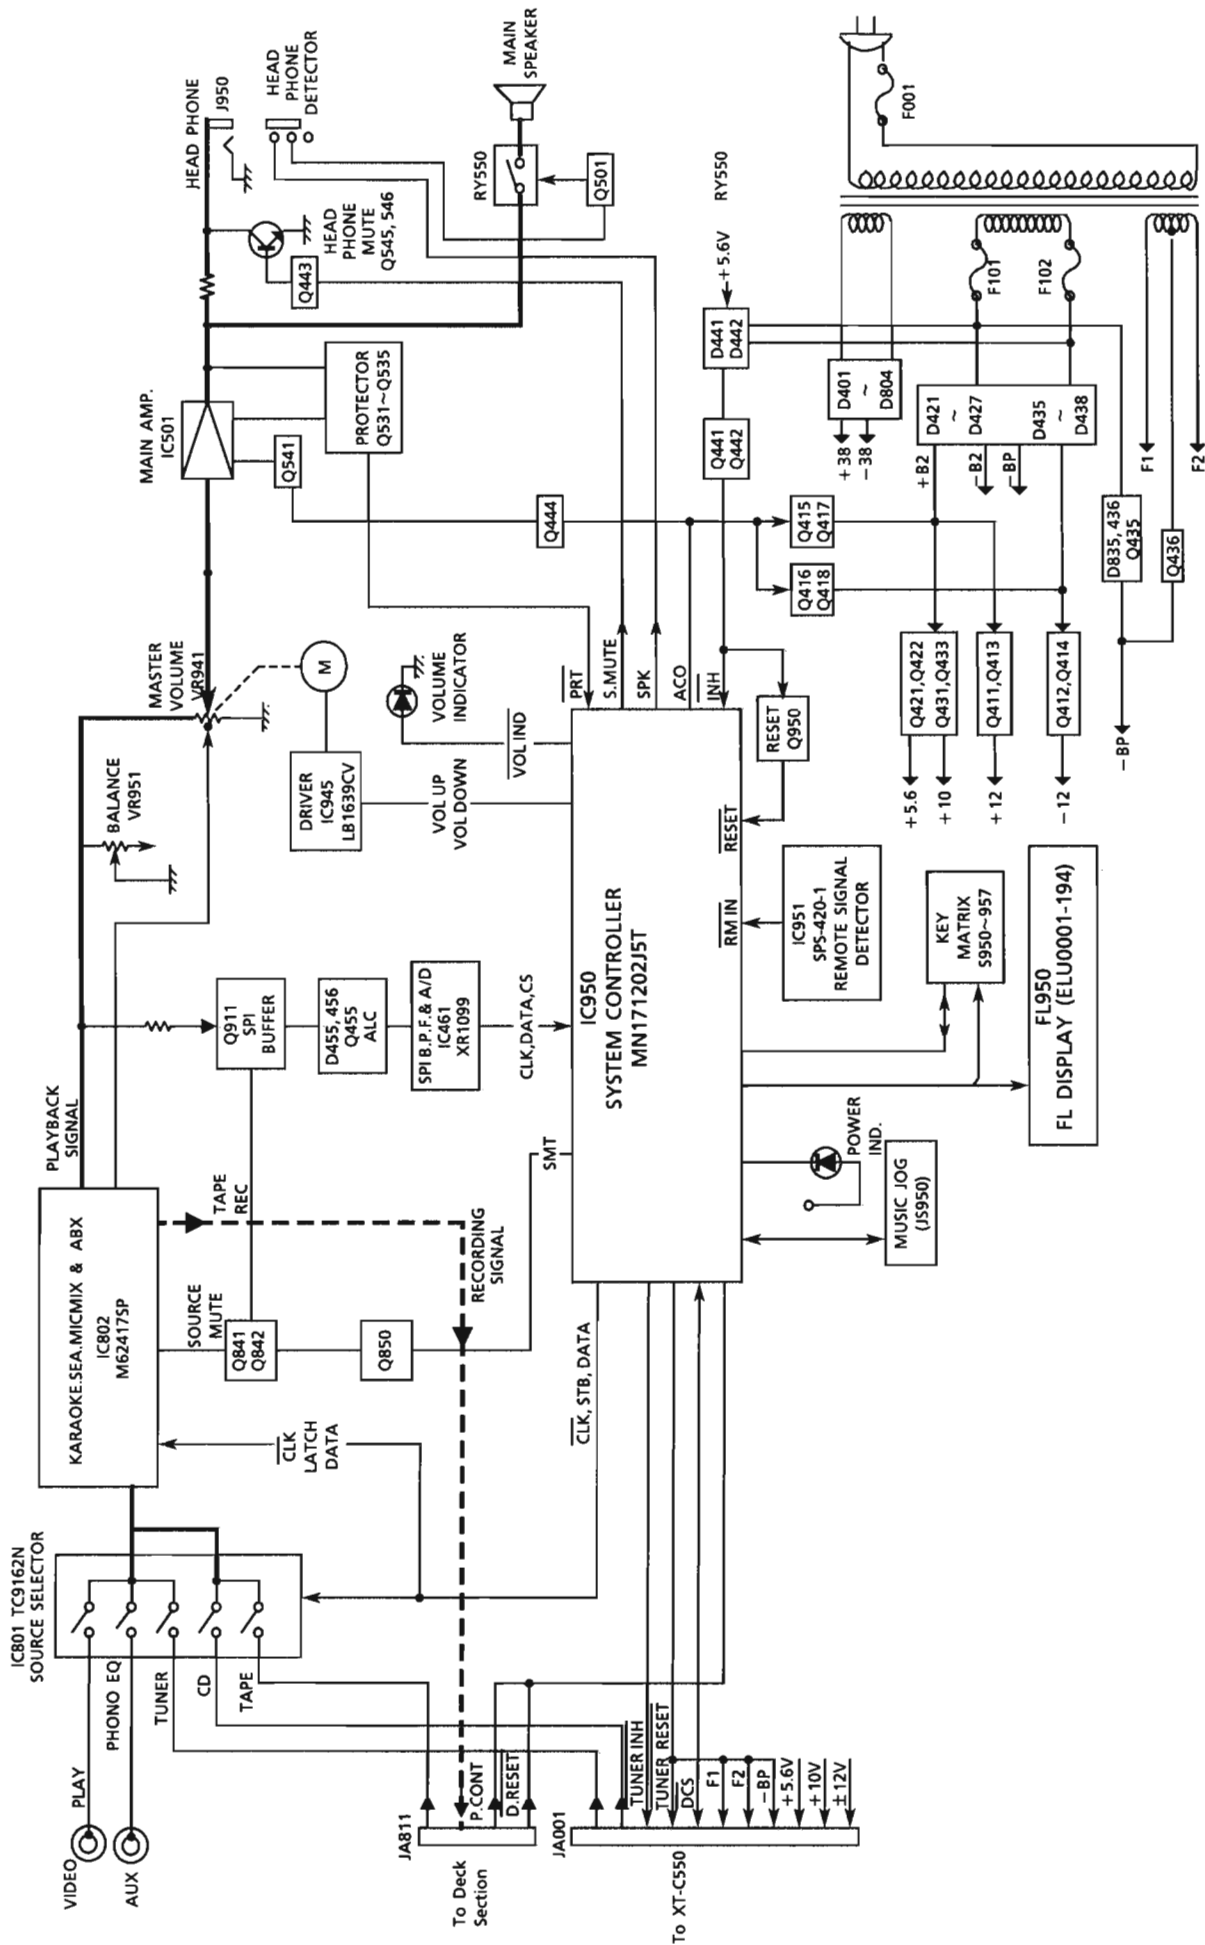 VIDEO
PLAY
AUX
PHONO EQ
TUNER
CD
TAPE
IC801 TC9162N
SOURCE SELECTOR
KARAOKE.SEA.MICMIX & ABX
IC802
M62417SP
CLK
LATCH
DATA
SOURCE
MUTE
Q841
Q842
Q850
TAPE
REC
RECORDING
SIGNAL
PLAYBACK
SIGNAL
Q911
SPI
BUFFER
D455, 456
Q455
ALC
SPI B.P.F. & A/D
IC461
XR1099
CLK,DATA,CS
SMT
BALANCE
VR951
MASTER
VOLUME
VR941
M
DRIVER
IC945
LB1639CV
VOL UP
VOL DOWN
VOLUME
INDICATOR
VOL IND
MAIN AMP.
IC501
Q541
PROTECTOR
Q531~Q535
HEAD PHONE
J950
HEAD
PHONE
DETECTOR
HEAD
PHONE
MUTE
Q545, 546
Q443
RY550
MAIN
SPEAKER
Q501
Q444
PRT
S.MUTE
SPK
ACO
INH
IC950
SYSTEM CONTROLLER
MN171202J5T
CLK, STB, DATA
RESET
RM IN
RESET
Q950
IC951
SPS-420-1
REMOTE SIGNAL
DETECTOR
KEY
MATRIX
S950~957
FL950
FL DISPLAY (ELU0001-194)
POWER
IND.
MUSIC JOG
(JS950)
JA811
To Deck
Section
P.CONT
D.RESET
JA001
To XT-C550
TUNER INH
TUNER RESET
DCS
F1
F2
-BP
+5.6V
+10V
±12V
D441
D442
+5.6V
RY550
Q441
Q442
Q415
Q417
Q416
Q418
D401
~
D804
+38
-38
D421
~
D427
D435
~
D438
+B2
-B2
-BP
F101
F102
F001
F1
F2
D835, 436
Q435
Q436
-BP
Q421,Q422
Q431,Q433
Q411,Q413
Q412,Q414
+5.6
+10
+12
-12